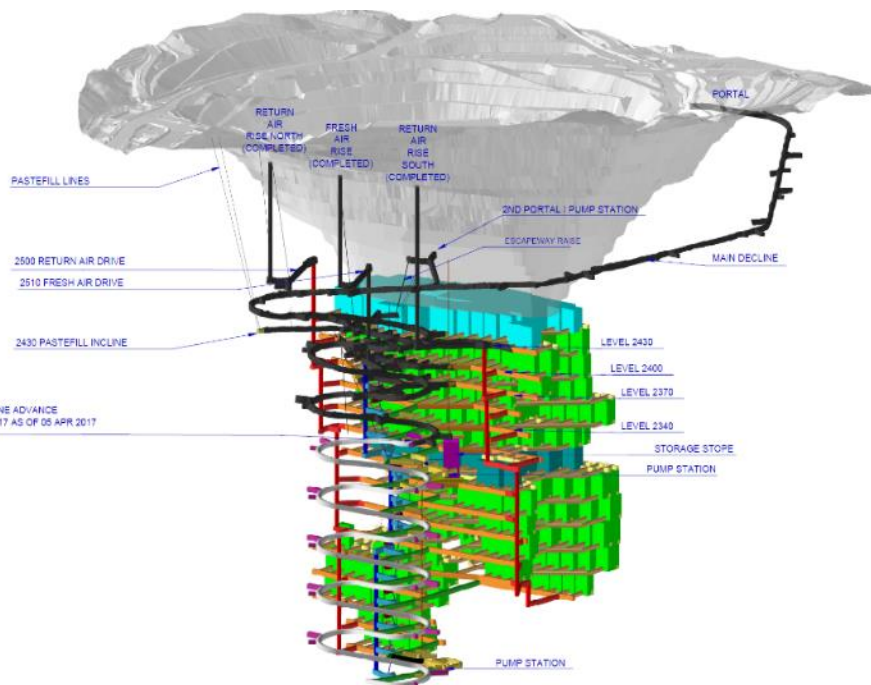 PORTAL
RETURN
AIR
RISE NORTH
(COMPLETED)
FRESH
AIR
RISE
(COMPLETED)
RETURN
AIR
RISE
SOUTH
(COMPLETED)
PASTEFILL LINES
2ND PORTAL / PUMP STATION
ESCAPEWAY RAISE
2500 RETURN AIR DRIVE
MAIN DECLINE
2510 FRESH AIR DRIVE
2430 PASTEFILL INCLINE
LEVEL 2430
LEVEL 2400
LEVEL 2370
NE ADVANCE
17 AS OF 05 APR 2017
LEVEL 2340
STORAGE STOPE
PUMP STATION
PUMP STATION